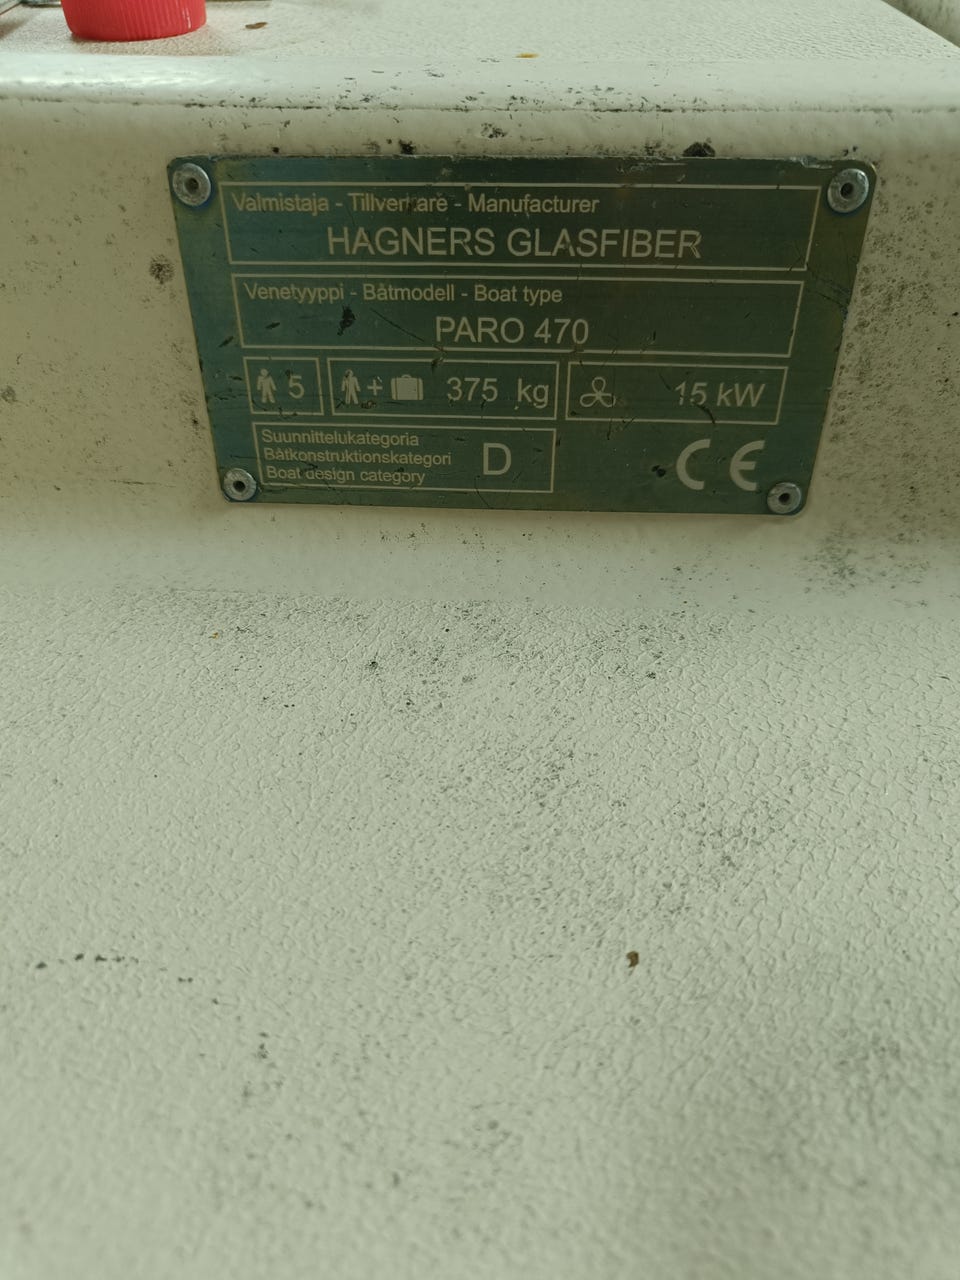 Valmistaja - Tillverkare - Manufacturer
HAGNERS GLASFIBER
Venetyyppi - Båtmodell - Boat type
PARO 470
5 + 375 kg 15 kW
Suunnittelukategoria
Båtkonstruktionskategori
Boat design category
D
CE